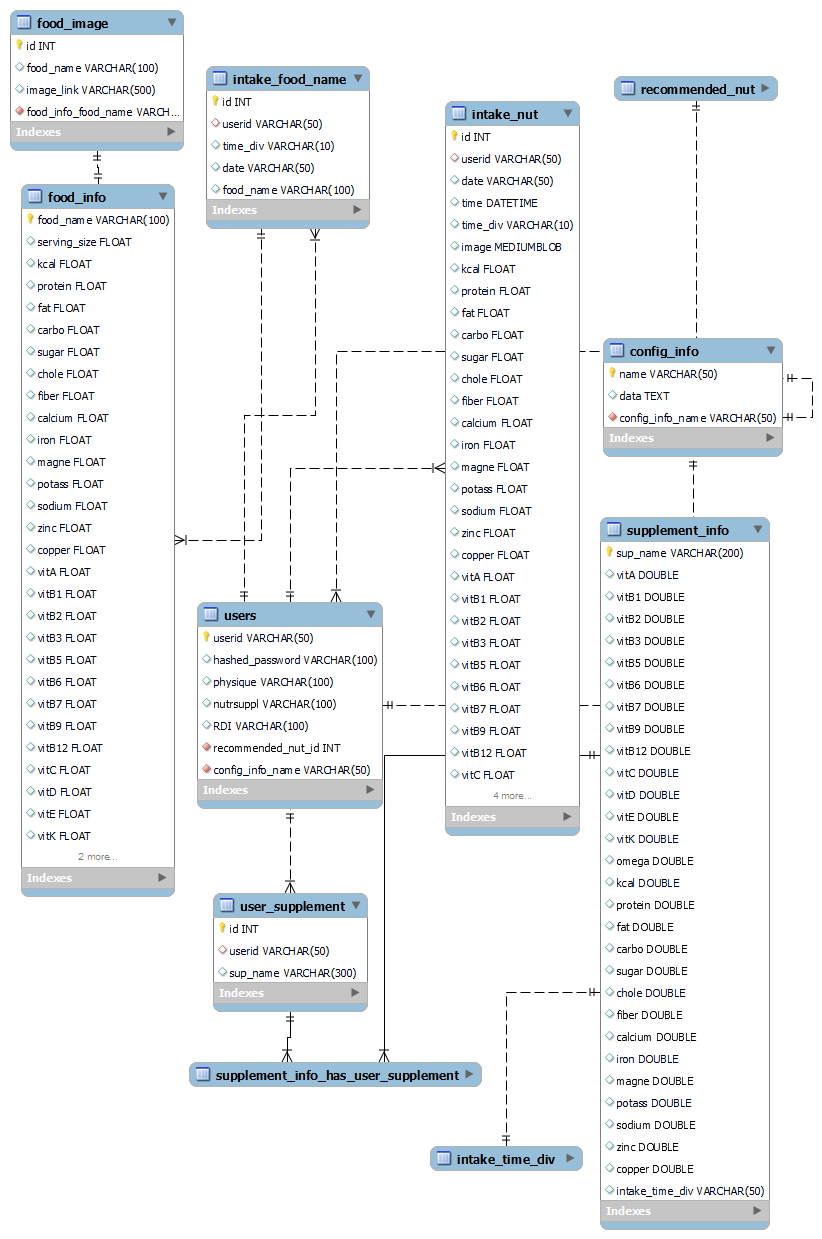 food_image
id INT
food_name VARCHAR(100)
image_link VARCHAR(500)
food_info_food_name VARCH...
Indexes
food_info
food_name VARCHAR(100)
serving_size FLOAT
kcal FLOAT
protein FLOAT
fat FLOAT
carbo FLOAT
sugar FLOAT
chole FLOAT
fiber FLOAT
calcium FLOAT
iron FLOAT
magne FLOAT
potass FLOAT
sodium FLOAT
zinc FLOAT
copper FLOAT
vitA FLOAT
vitB1 FLOAT
vitB2 FLOAT
vitB3 FLOAT
vitB5 FLOAT
vitB6 FLOAT
vitB7 FLOAT
vitB9 FLOAT
vitB12 FLOAT
vitC FLOAT
vitD FLOAT
vitE FLOAT
vitK FLOAT
2 more...
Indexes
intake_food_name
id INT
userid VARCHAR(50)
time_div VARCHAR(10)
date VARCHAR(50)
food_name VARCHAR(100)
Indexes
users
userid VARCHAR(50)
hashed_password VARCHAR(100)
physique VARCHAR(100)
nutrsuppl VARCHAR(100)
RDI VARCHAR(100)
recommended_nut_id INT
config_info_name VARCHAR(50)
Indexes
user_supplement
id INT
userid VARCHAR(50)
sup_name VARCHAR(300)
Indexes
supplement_info_has_user_supplement
intake_nut
id INT
userid VARCHAR(50)
date VARCHAR(50)
time DATETIME
time_div VARCHAR(10)
image MEDIUMBLOB
kcal FLOAT
protein FLOAT
fat FLOAT
carbo FLOAT
sugar FLOAT
chole FLOAT
fiber FLOAT
calcium FLOAT
iron FLOAT
magne FLOAT
potass FLOAT
sodium FLOAT
zinc FLOAT
copper FLOAT
vitA FLOAT
vitB1 FLOAT
vitB2 FLOAT
vitB3 FLOAT
vitB5 FLOAT
vitB6 FLOAT
vitB7 FLOAT
vitB9 FLOAT
vitB12 FLOAT
vitC FLOAT
4 more...
Indexes
recommended_nut
config_info
name VARCHAR(50)
data TEXT
config_info_name VARCHAR(50)
Indexes
supplement_info
sup_name VARCHAR(200)
vitA DOUBLE
vitB1 DOUBLE
vitB2 DOUBLE
vitB3 DOUBLE
vitB5 DOUBLE
vitB6 DOUBLE
vitB7 DOUBLE
vitB9 DOUBLE
vitB12 DOUBLE
vitC DOUBLE
vitD DOUBLE
vitE DOUBLE
vitK DOUBLE
omega DOUBLE
kcal DOUBLE
protein DOUBLE
fat DOUBLE
carbo DOUBLE
sugar DOUBLE
chole DOUBLE
fiber DOUBLE
calcium DOUBLE
iron DOUBLE
magne DOUBLE
potass DOUBLE
sodium DOUBLE
zinc DOUBLE
copper DOUBLE
intake_time_div VARCHAR(50)
Indexes
intake_time_div